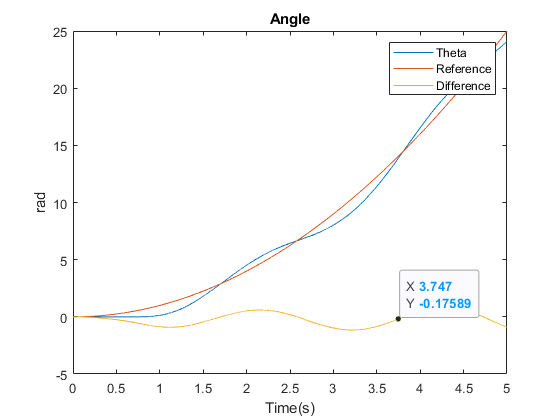 Angle
25
20
15
10
5
0
-5
rad
Theta
Reference
Difference
X 3.747
Y -0.17589
0 0.5 1 1.5 2 2.5 3 3.5 4 4.5 5
Time(s)